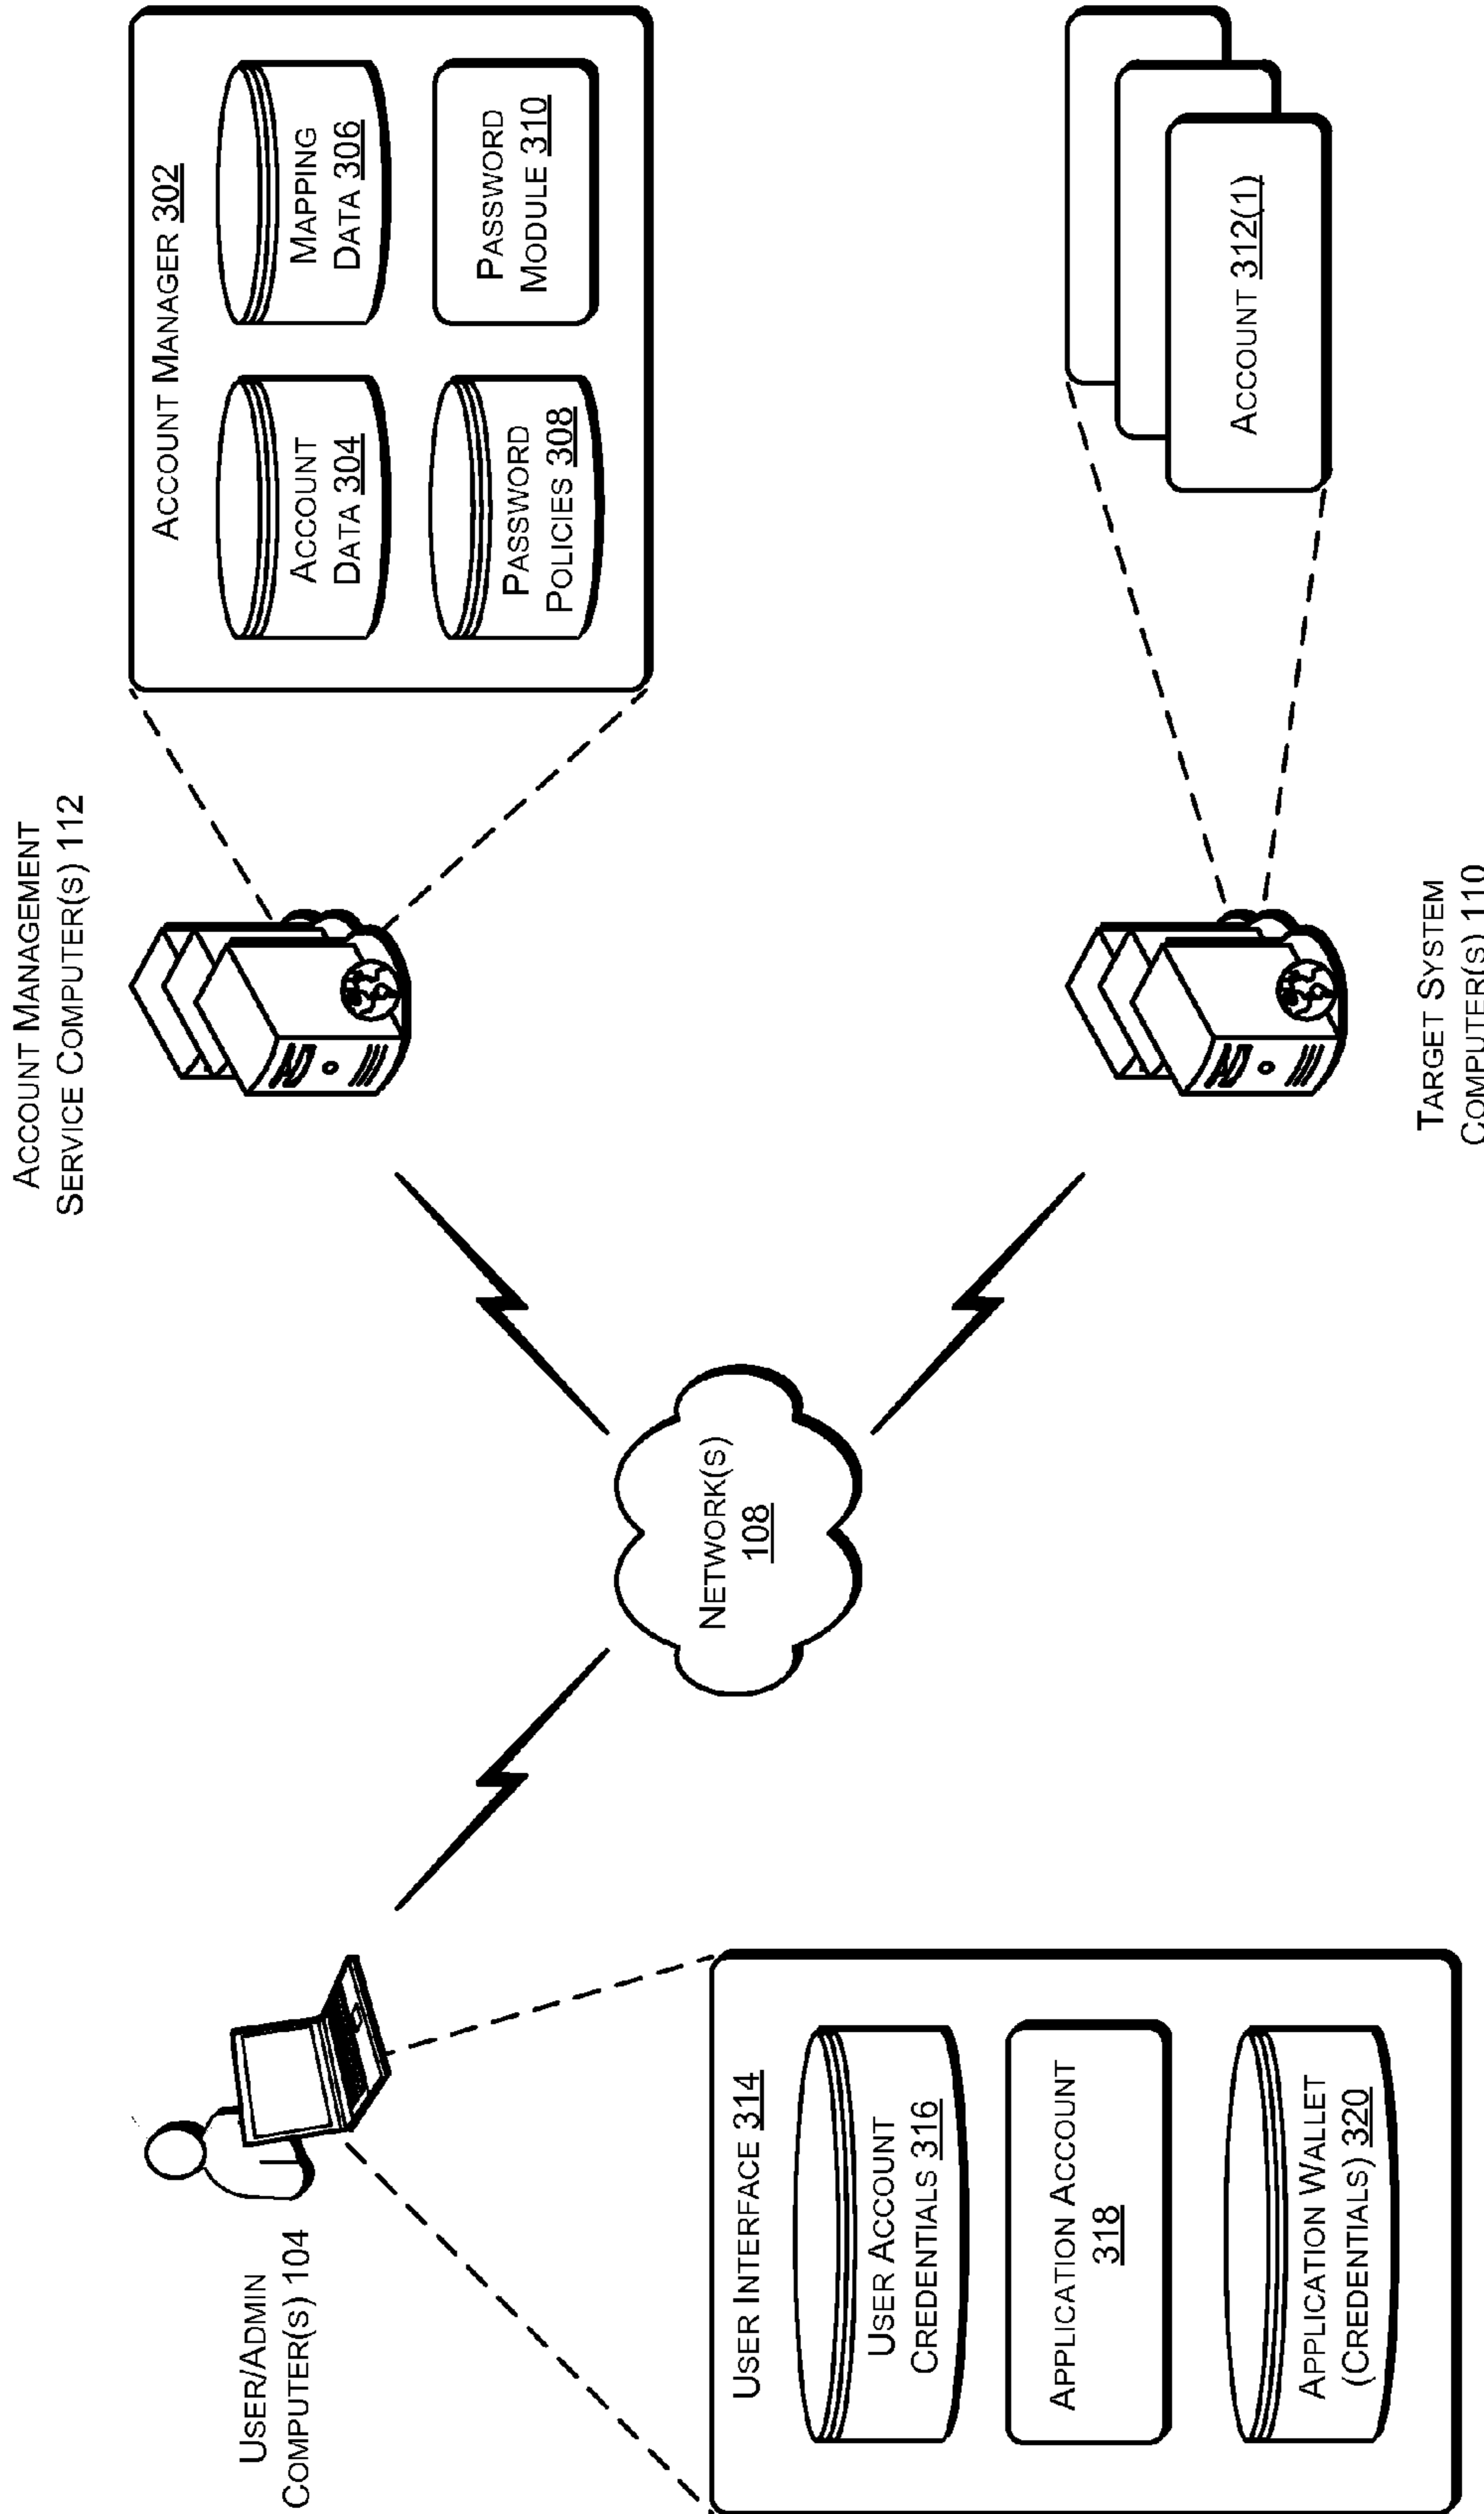 USER/ADMIN
COMPUTER(S) 104
USER INTERFACE 314
USER ACCOUNT
CREDENTIALS 316
APPLICATION ACCOUNT
318
APPLICATION WALLET
(CREDENTIALS) 320
NETWORK(S)
108
ACCOUNT MANAGEMENT
SERVICE COMPUTER(S) 112
ACCOUNT MANAGER 302
ACCOUNT
DATA 304
MAPPING
DATA 306
PASSWORD
POLICIES 308
PASSWORD
MODULE 310
TARGET SYSTEM
COMPUTER(S) 110
ACCOUNT 312(1)